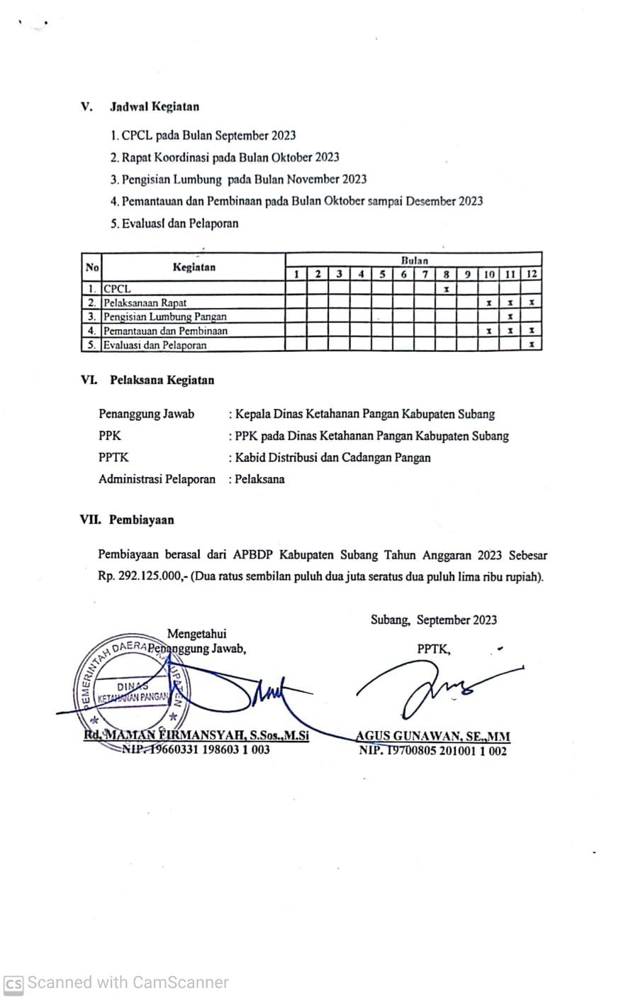 V. Jadwal Kegiatan
1. CPCL pada Bulan September 2023
2. Rapat Koordinasi pada Bulan Oktober 2023
3. Pengisian Lumbung pada Bulan November 2023
4. Pemantauan dan Pembinaan pada Bulan Oktober sampai Desember 2023
5. Evaluasi dan Pelaporan
No Kegiatan Bulan
1 2 3 4 5 6 7 8 9 10 11 12
1. CPCL x
2. Pelaksanaan Rapat x x x
3. Pengisian Lumbung Pangan x
4. Pemantauan dan Pembinaan x x x
5. Evaluasi dan Pelaporan x
VI. Pelaksana Kegiatan
Penanggung Jawab : Kepala Dinas Ketahanan Pangan Kabupaten Subang
PPK : PPK pada Dinas Ketahanan Pangan Kabupaten Subang
PPTK : Kabid Distribusi dan Cadangan Pangan
Administrasi Pelaporan : Pelaksana
VII. Pembiayaan
Pembiayaan berasal dari APBDP Kabupaten Subang Tahun Anggaran 2023 Sebesar
Rp. 292.125.000,- (Dua ratus sembilan puluh dua juta seratus dua puluh lima ribu rupiah).
Subang, September 2023
Mengetahui
Penanggung Jawab,
PPTK,
PEMERINTAH DAERAH KABUPATEN
DINAS
KETAHANAN PANGAN
Rd. MAMAN FIRMANSYAH, S.Sos.,M.Si
NIP. 19660331 198603 1 003
AGUS GUNAWAN, SE.,MM
NIP. 19700805 201001 1 002
CS Scanned with CamScanner